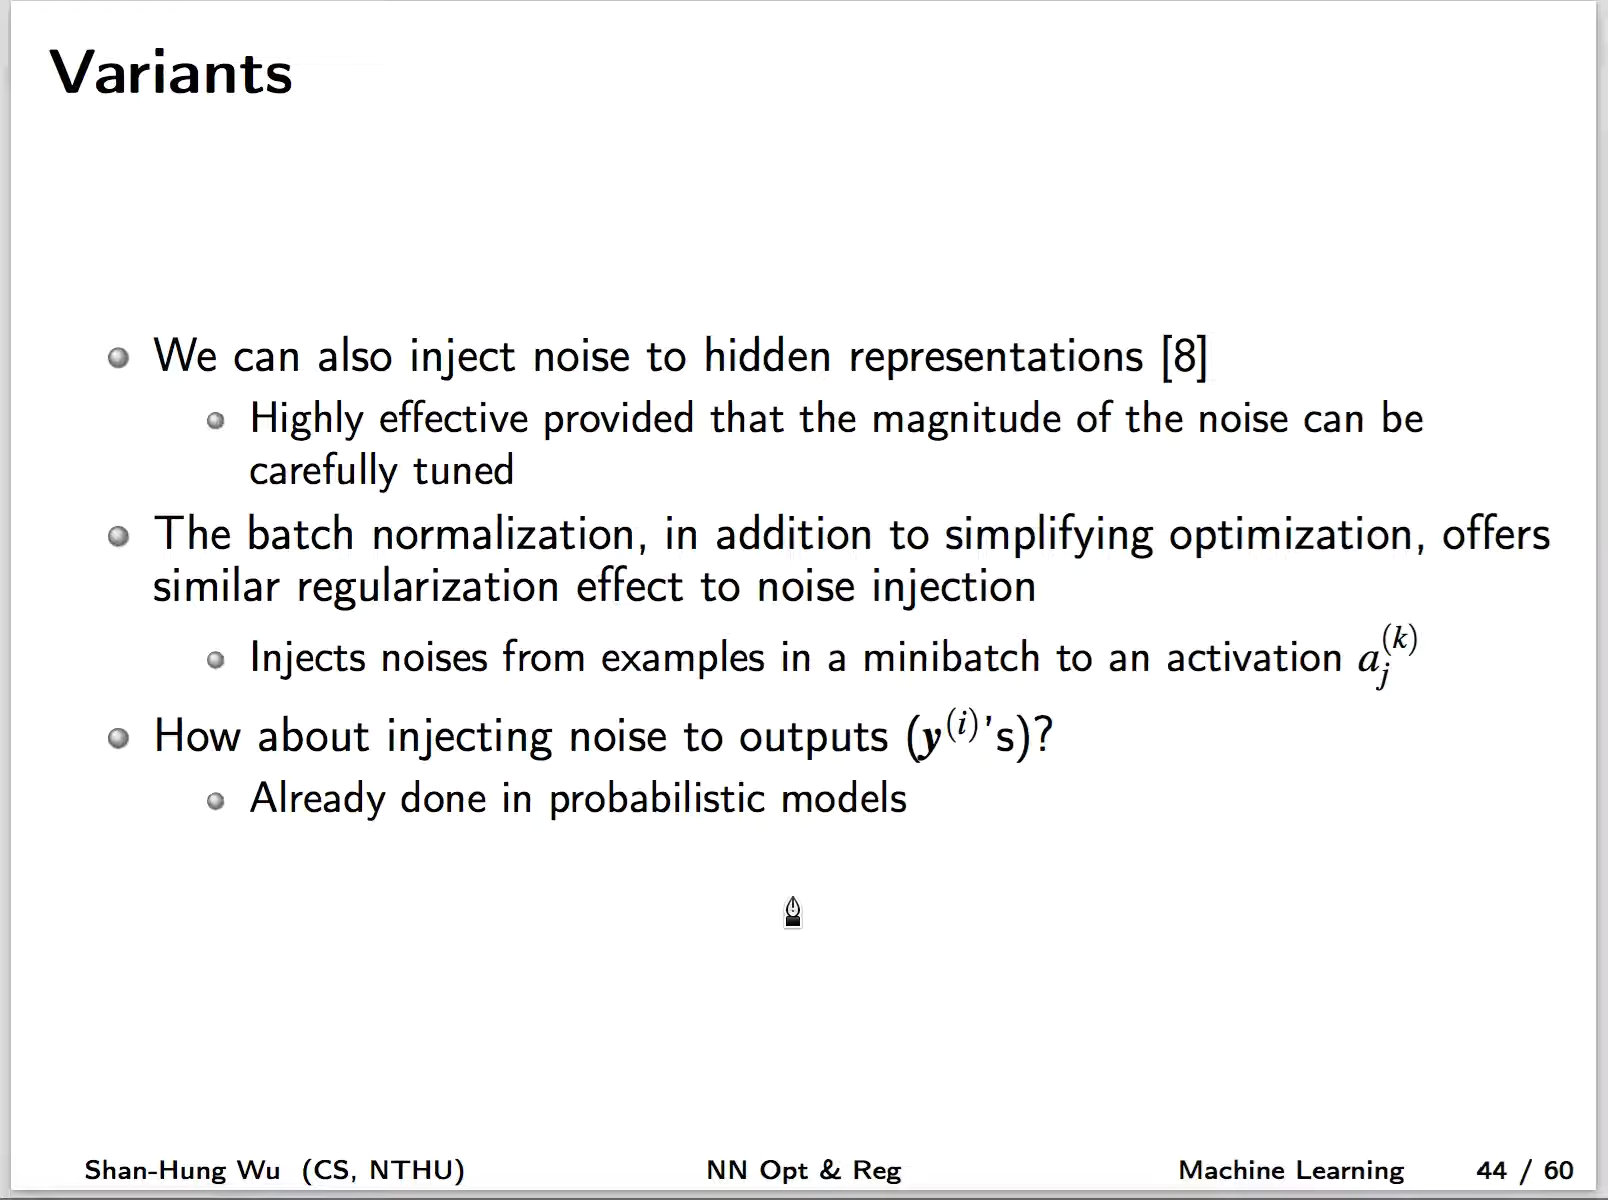 Variants
We can also inject noise to hidden representations [8]
Highly effective provided that the magnitude of the noise can be
carefully tuned
The batch normalization, in addition to simplifying optimization, offers
similar regularization effect to noise injection
Injects noises from examples in a minibatch to an activation a_j^(k)
How about injecting noise to outputs (y^(i)'s)?
Already done in probabilistic models
Shan-Hung Wu (CS, NTHU) NN Opt & Reg Machine Learning 44 / 60